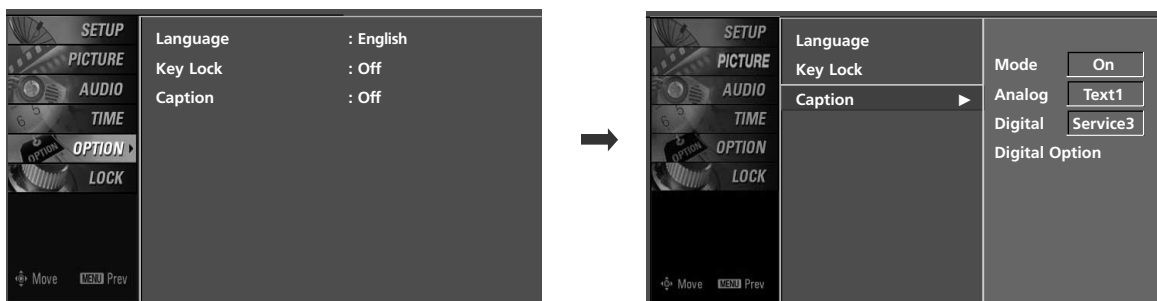 SETUP
PICTURE
AUDIO
TIME
OPTION
LOCK
Move MENU Prev
Language : English
Key Lock : Off
Caption : Off
SETUP
PICTURE
AUDIO
TIME
OPTION
LOCK
Move MENU Prev
Language
Key Lock
Caption
Mode On
Analog Text1
Digital Service3
Digital Option